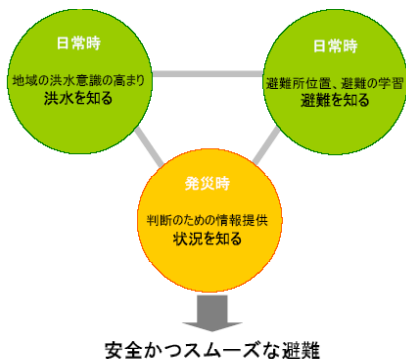 日常時
地域の洪水意識の高まり
洪水を知る
日常時
避難所位置、避難の学習
避難を知る
発災時
判断のための情報提供
状況を知る
安全かつスムーズな避難